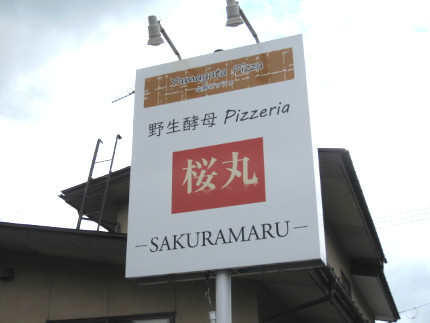 Yamagata Pizza
野生酵母 Pizzeria
桜丸
-SAKURAMARU-